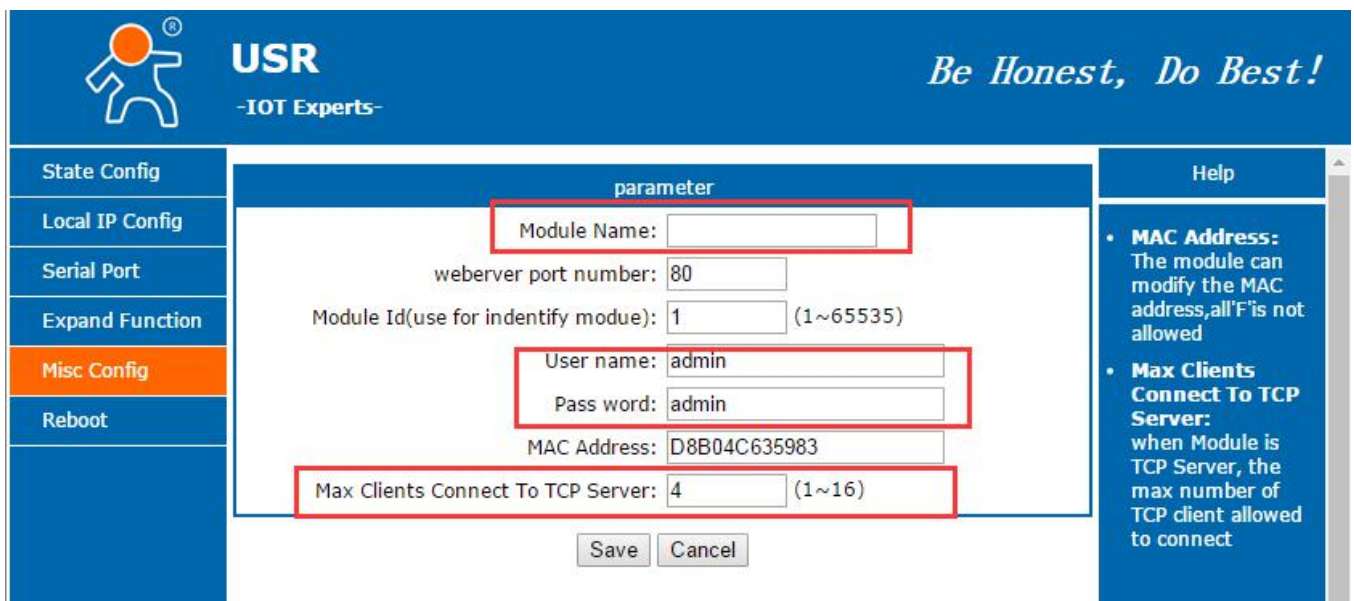 ®
USR
-IOT Experts-
Be Honest, Do Best!
State Config
Local IP Config
Serial Port
Expand Function
Misc Config
Reboot
parameter
Module Name:
weberver port number: 80
Module Id(use for indentify modue): 1 (1~65535)
User name: admin
Pass word: admin
MAC Address: D8B04C635983
Max Clients Connect To TCP Server: 4 (1~16)
Save Cancel
Help
• MAC Address:
The module can
modify the MAC
address,all'F'is not
allowed
• Max Clients
Connect To TCP
Server:
when Module is
TCP Server, the
max number of
TCP client allowed
to connect